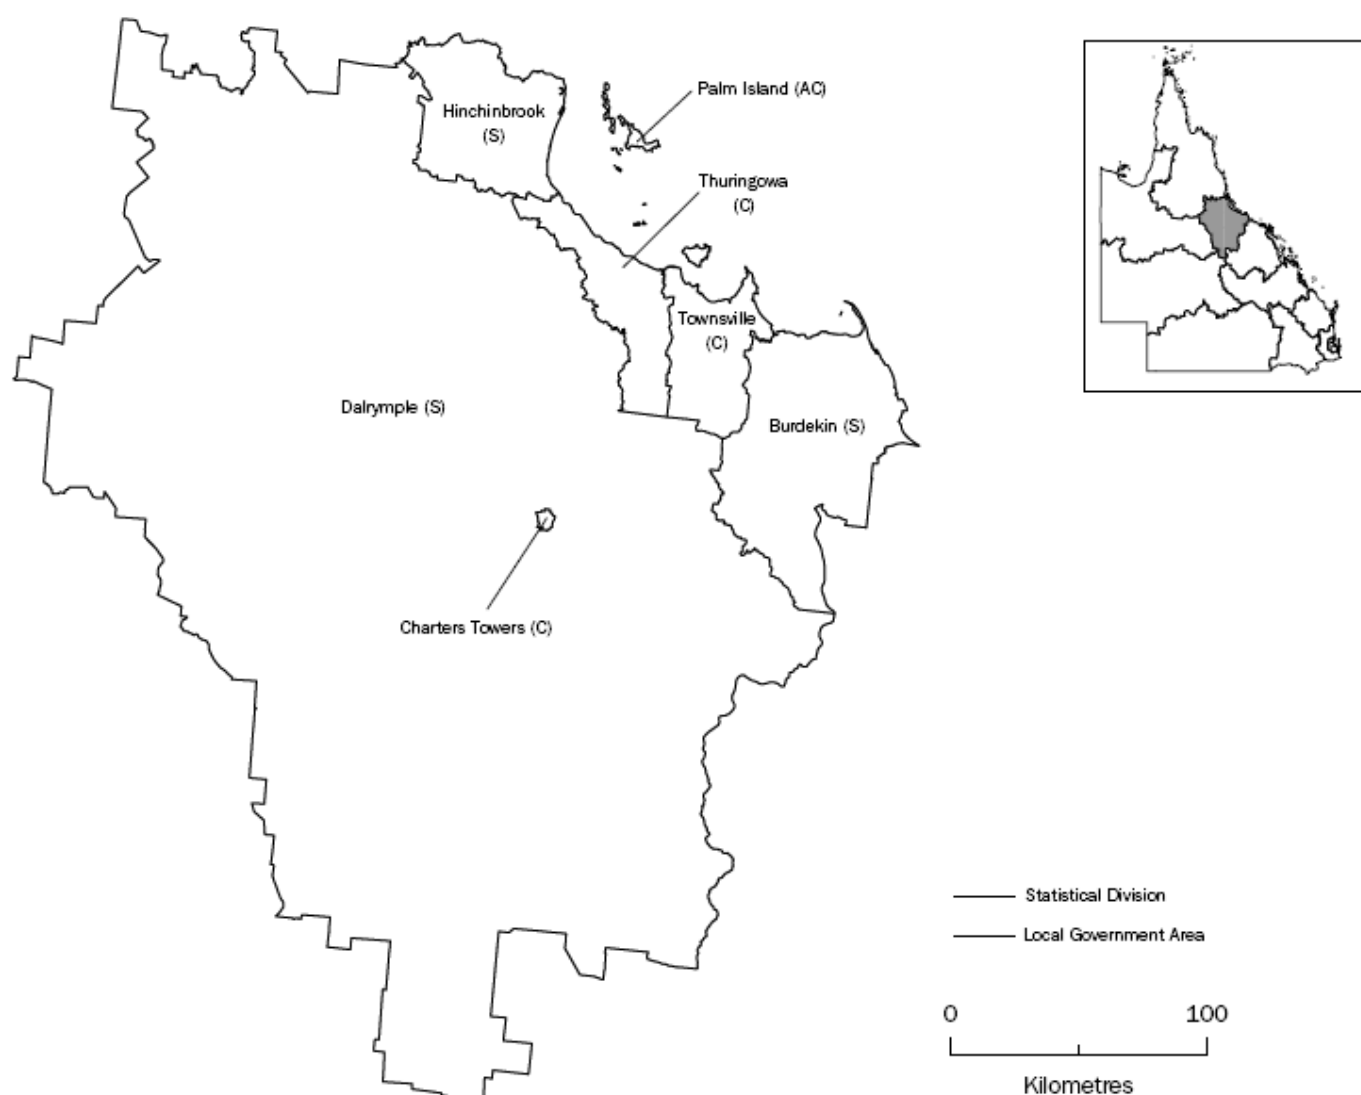 Palm Island (AC)
Hinchinbrook
(S)
Thuringowa
(C)
Townsville
(C)
Dalrymple (S)
Burdekin (S)
Charters Towers (C)
Statistical Division
Local Government Area
0 100
Kilometres